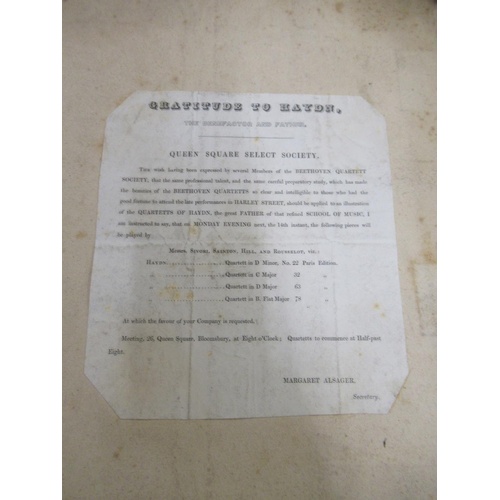 GRATITUDE TO HAYDN,
THE BENEFACTOR AND PATRON.
QUEEN SQUARE SELECT SOCIETY.
Your wish having been requested by several Members of the BEETHOVEN QUARTETT
SOCIETY, that the same professional talent, and the same careful preparatory study, which has made
the beauties of the BEETHOVEN QUARTETTS so clear and intelligible to those who had the
good fortune to attend the late performances in HARLEY STREET, should be applied to an illustration
of the QUARTETTS OF HAYDN, the great FATHER of that refined SCHOOL OF MUSIC, I
am instructed to say, that on MONDAY EVENING next, the 14th instant, the following pieces will
be played by
Messrs. Sivori, Sainton, Hill, and Rousselot, viz.:
Haydn, Quartett in D Minor, No. 22 Paris Edition.
„ Quartett in C Major 53 „
„ Quartett in D Major 63 „
„ Quartett in B Flat Major 78 „
At which the favour of your Company is requested.
Meeting, 26, Queen Square, Bloomsbury, at Eight o'Clock; Quartetts to commence at Half-past
Eight.
MARGARET ALSAGER,
Secretary.